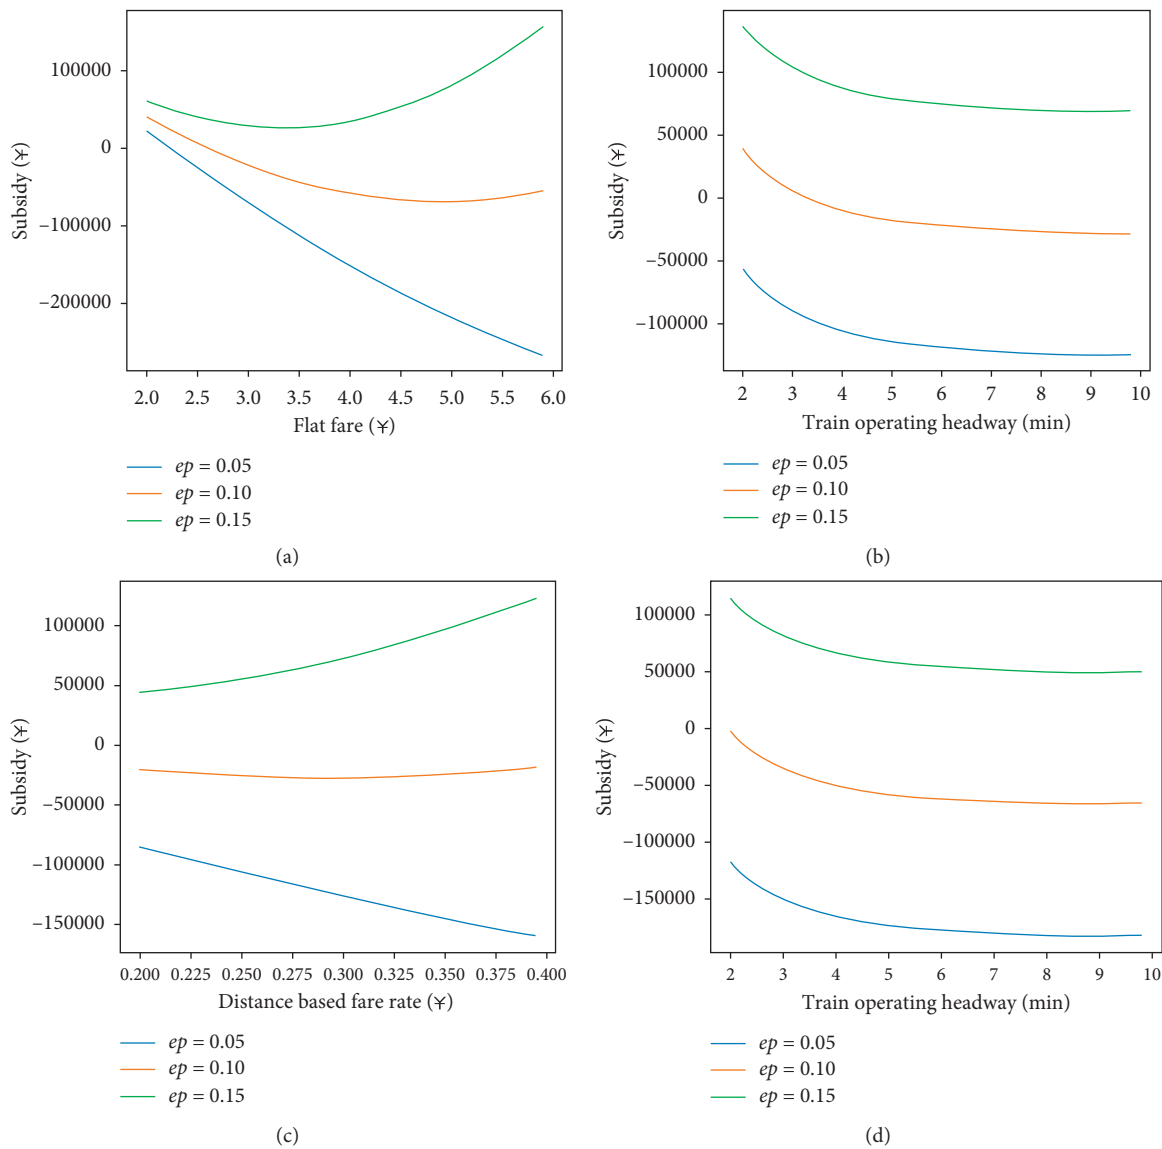 100000
0
−100000
−200000
Subsidy (¥)
2.0 2.5 3.0 3.5 4.0 4.5 5.0 5.5 6.0
Flat fare (¥)
ep = 0.05
ep = 0.10
ep = 0.15
(a)
100000
50000
0
−50000
−100000
Subsidy (¥)
2 3 4 5 6 7 8 9 10
Train operating headway (min)
ep = 0.05
ep = 0.10
ep = 0.15
(b)
100000
50000
0
−50000
−100000
−150000
Subsidy (¥)
0.200 0.225 0.250 0.275 0.300 0.325 0.350 0.375 0.400
Distance based fare rate (¥)
ep = 0.05
ep = 0.10
ep = 0.15
(c)
100000
50000
0
−50000
−100000
−150000
Subsidy (¥)
2 3 4 5 6 7 8 9 10
Train operating headway (min)
ep = 0.05
ep = 0.10
ep = 0.15
(d)